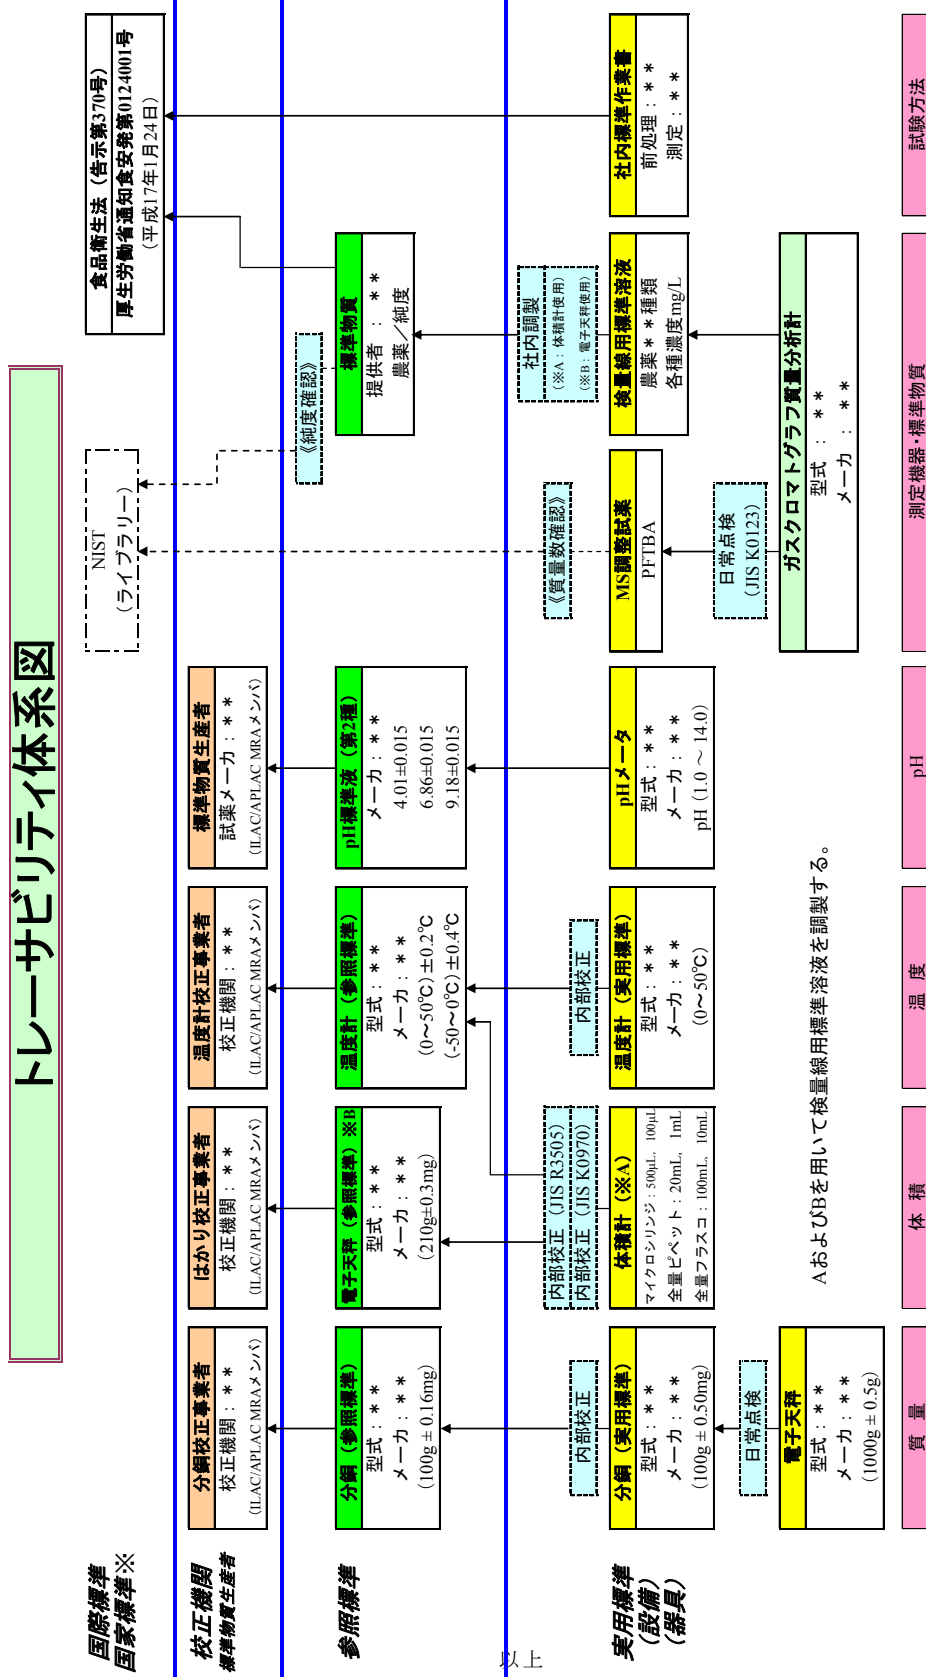 トレーサビリティ体系図
国際標準
国家標準※
NIST
(ライブラリー)
食品衛生法（告示第370号）
厚生労働省通知食安発第0124001号
（平成17年1月24日）
校正機関
標準物質生産者
分銅校正事業者
校正機関：**
(ILAC/APLAC MRAメンバ)
はかり校正事業者
校正機関：**
(ILAC/APLAC MRAメンバ)
温度計校正事業者
校正機関：**
(ILAC/APLAC MRAメンバ)
標準物質生産者
試薬メーカ：**
(ILAC/APLAC MRAメンバ)
《純度確認》
参照標準
分銅（参照標準）
型式：**
メーカ：**
(100g ± 0.16mg)
電子天秤（参照標準）※B
型式：**
メーカ：**
(210g±0.3mg)
温度計（参照標準）
型式：**
メーカ：**
(0～50℃) ±0.2℃
(-50～0℃) ±0.4℃
pH標準液（第2種）
メーカ：**
4.01±0.015
6.86±0.015
9.18±0.015
標準物質
提供者：**
農薬／純度
内部校正
内部校正（JIS R3505）
内部校正（JIS K0970）
内部校正
《質量数確認》
社内調製
(※A：体積計使用)
(※B：電子天秤使用)
実用標準
（設備）
（器具）
分銅（実用標準）
型式：**
メーカ：**
(100g ± 0.50mg)
体積計（※A）
マイクロシリンジ：500μL, 100μL
全量ピペット：20mL, 1mL
全量フラスコ：100mL, 10mL
温度計（実用標準）
型式：**
メーカ：**
(0～50℃)
pHメータ
型式：**
メーカ：**
pH (1.0 ～ 14.0)
MS調整試薬
PFTBA
検量線用標準溶液
農薬**種類
各種濃度mg/L
社内標準作業書
前処理：**
測定：**
日常点検
日常点検
(JIS K0123)
電子天秤
型式：**
メーカ：**
(1000g ± 0.5g)
AおよびBを用いて検量線用標準溶液を調製する。
ガスクロマトグラフ質量分析計
型式：**
メーカ：**
質量
体積
温度
pH
測定機器・標準物質
試験方法
以上